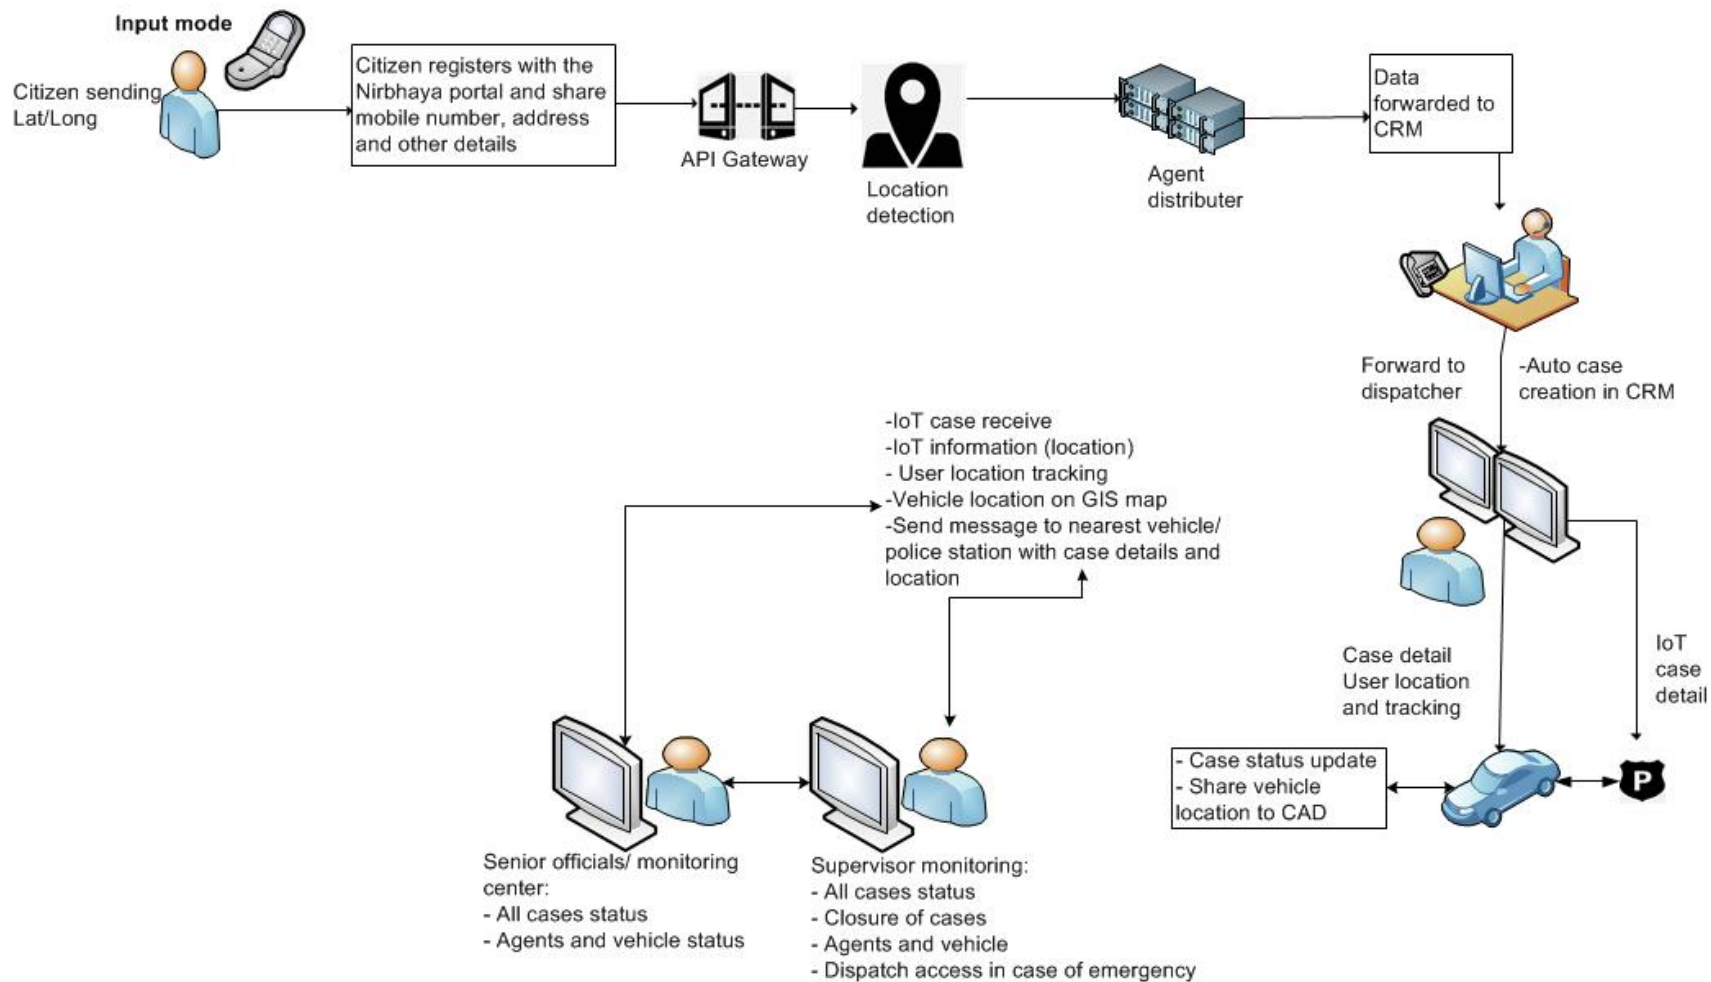 Input mode
Citizen sending
Lat/Long
Citizen registers with the
Nirbhaya portal and share
mobile number, address
and other details
API Gateway
Location
detection
Agent
distributer
Data
forwarded to
CRM
Forward to
dispatcher
-Auto case
creation in CRM
-IoT case receive
-IoT information (location)
- User location tracking
-Vehicle location on GIS map
-Send message to nearest vehicle/
police station with case details and
location
Case detail
User location
and tracking
IoT
case
detail
- Case status update
- Share vehicle
location to CAD
P
Senior officials/ monitoring
center:
- All cases status
- Agents and vehicle status
Supervisor monitoring:
- All cases status
- Closure of cases
- Agents and vehicle
- Dispatch access in case of emergency